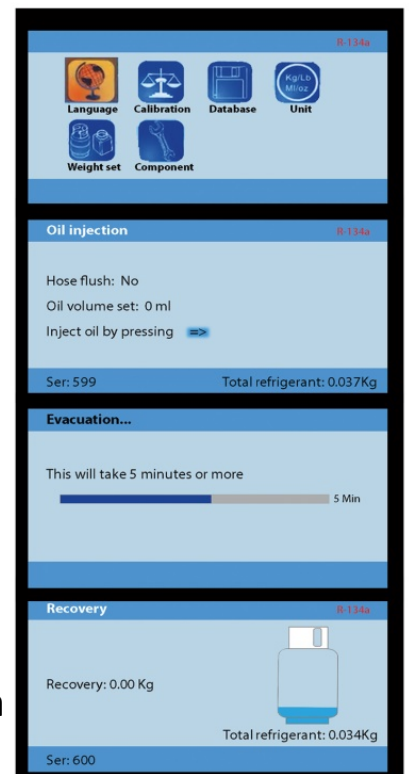 R-134a
Kg/Lb
Ml/oz
Language Calibration Database Unit
Weight set Component
Oil injection R-134a
Hose flush: No
Oil volume set: 0 ml
Inject oil by pressing =>
Ser: 599 Total refrigerant: 0.037Kg
Evacuation...
This will take 5 minutes or more
5 Min
Recovery R-134a
Recovery: 0.00 Kg
Total refrigerant: 0.034Kg
Ser: 600